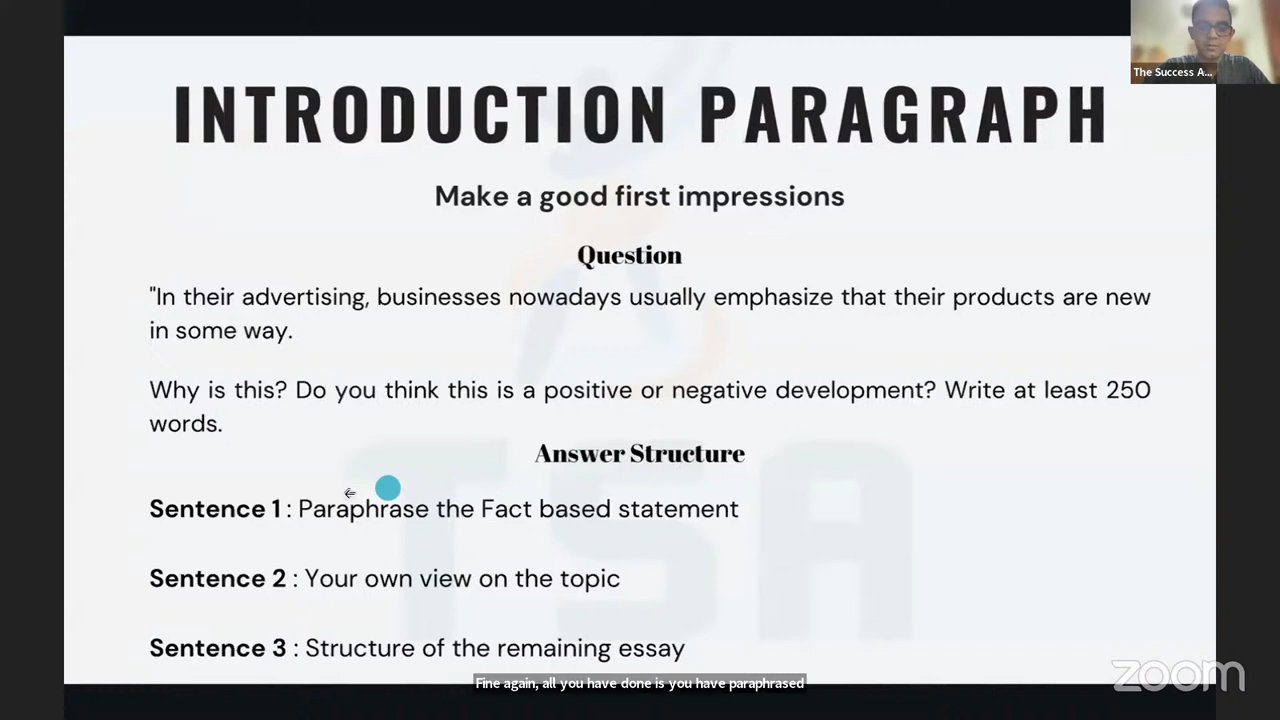 The Success A...
INTRODUCTION PARAGRAPH
Make a good first impressions
Question
"In their advertising, businesses nowadays usually emphasize that their products are new
in some way.
Why is this? Do you think this is a positive or negative development? Write at least 250
words.
Answer Structure
Sentence 1 : Paraphrase the Fact based statement
Sentence 2 : Your own view on the topic
Sentence 3 : Structure of the remaining essay
TSA
Fine again, all you have done is you have paraphrased
zoom